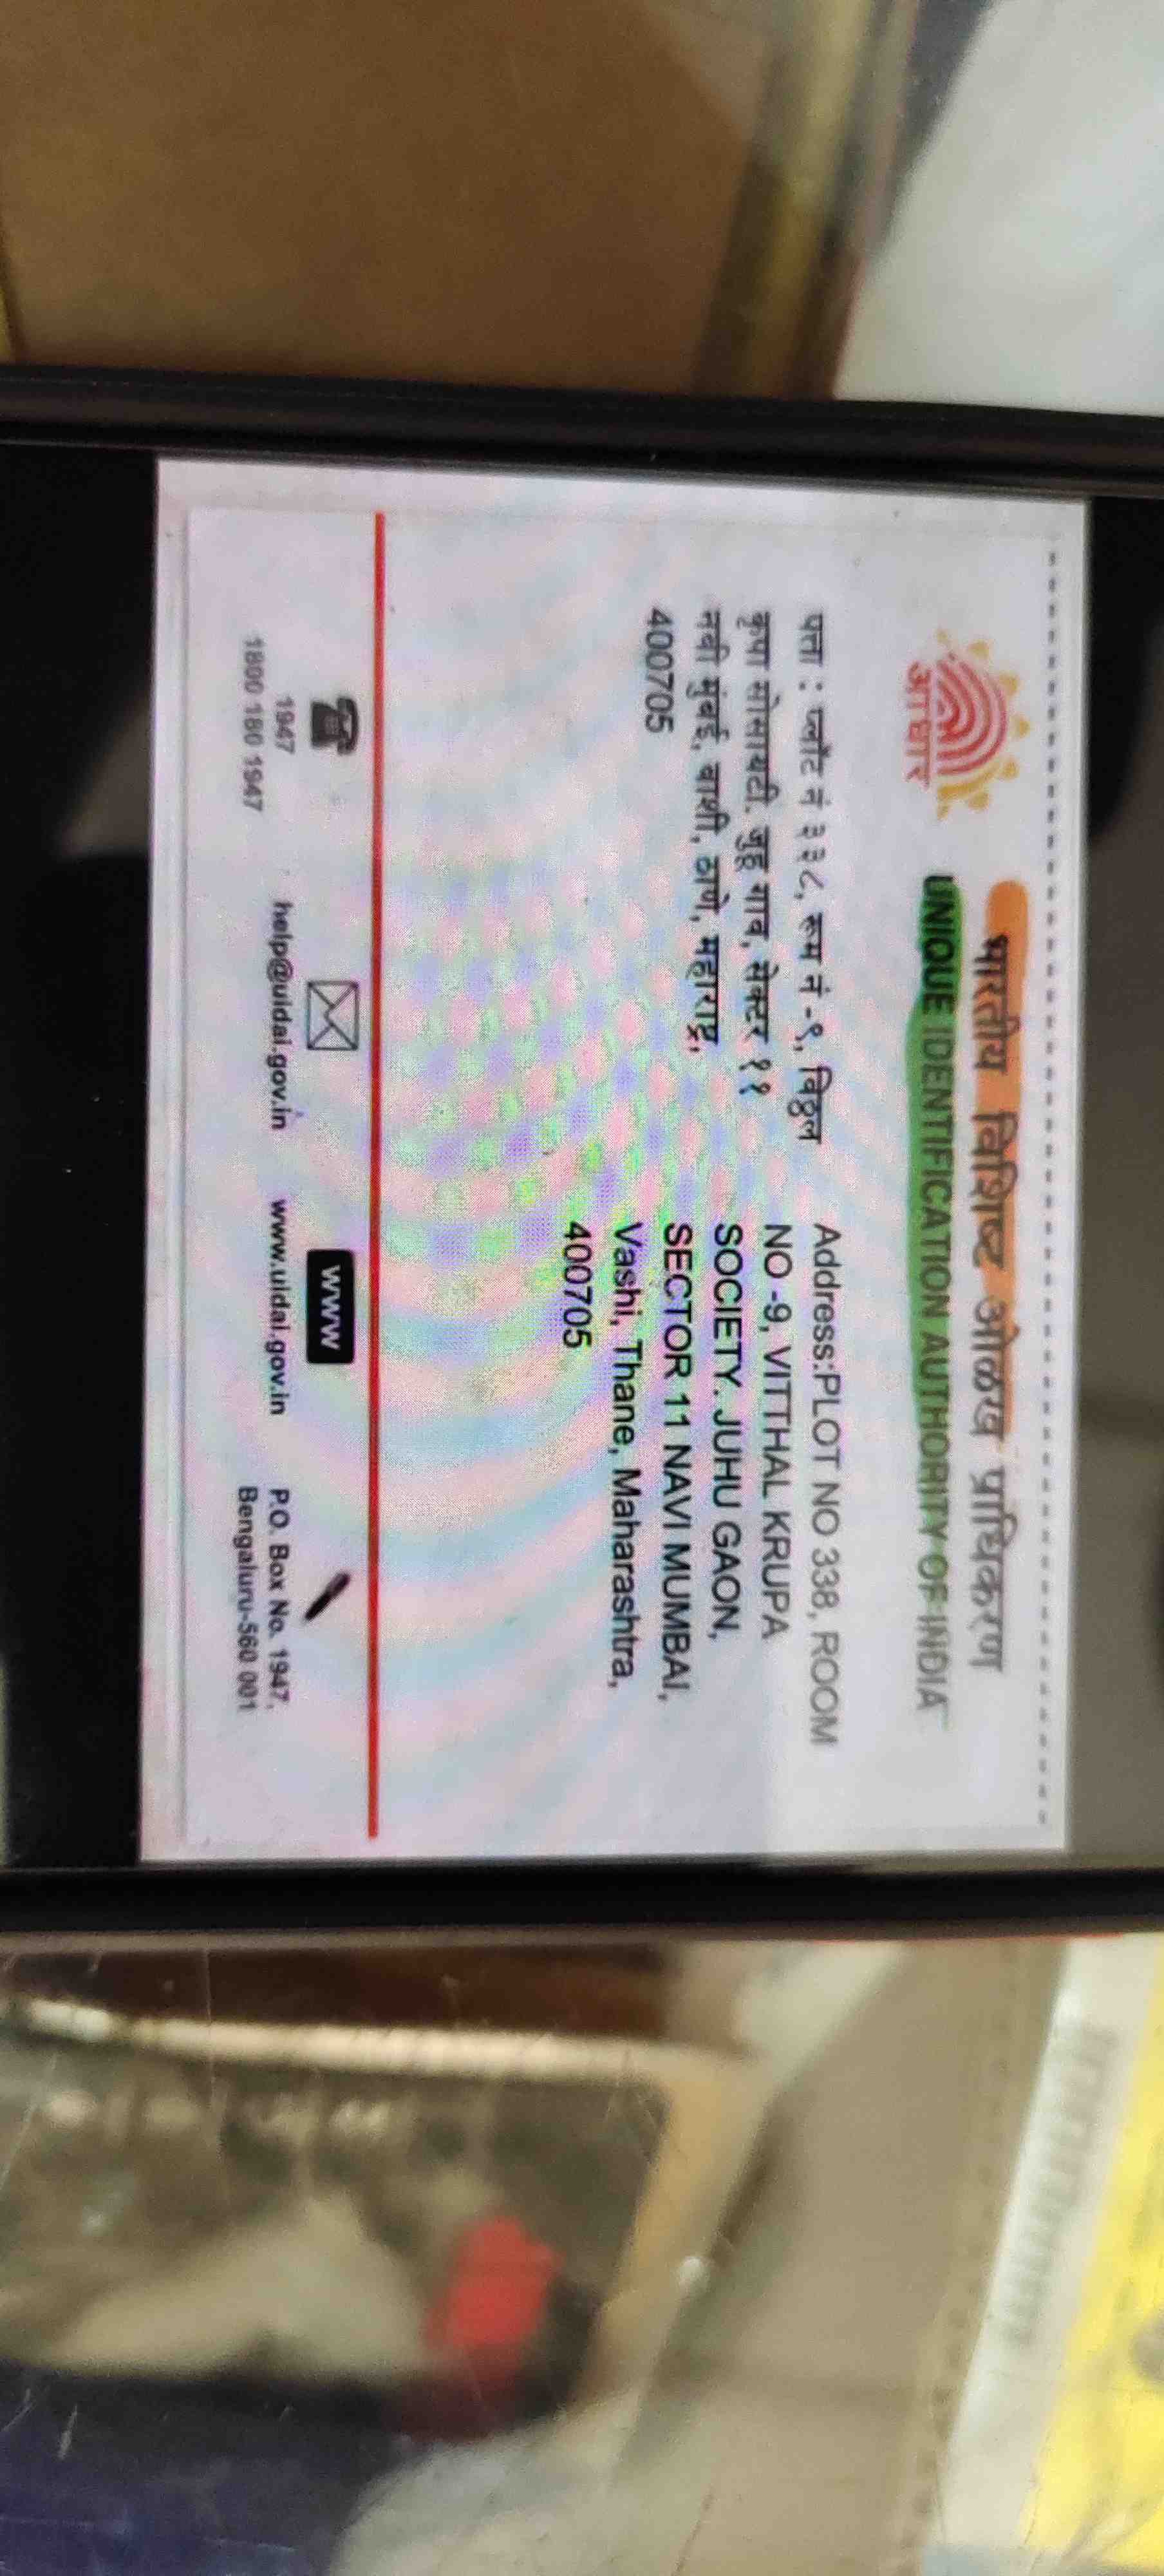 भारतीय विशिष्ट ओळख प्राधिकरण
UNIQUE IDENTIFICATION AUTHORITY OF INDIA
आधार
पत्ता : प्लॉट नं ३३८, रूम नं -९, विठ्ठल
कृपा सोसायटी. जुहू गाव, सेक्टर ११
नवी मुंबई, वाशी, ठाणे, महाराष्ट्र,
400705
Address:PLOT NO 338, ROOM
NO -9, VITTHAL KRUPA
SOCIETY. JUHU GAON,
SECTOR 11 NAVI MUMBAI,
Vashi, Thane, Maharashtra,
400705
1947
1800 180 1947
help@uidai.gov.in
www
www.uidai.gov.in
P.O. Box No. 1947,
Bengaluru-560 001